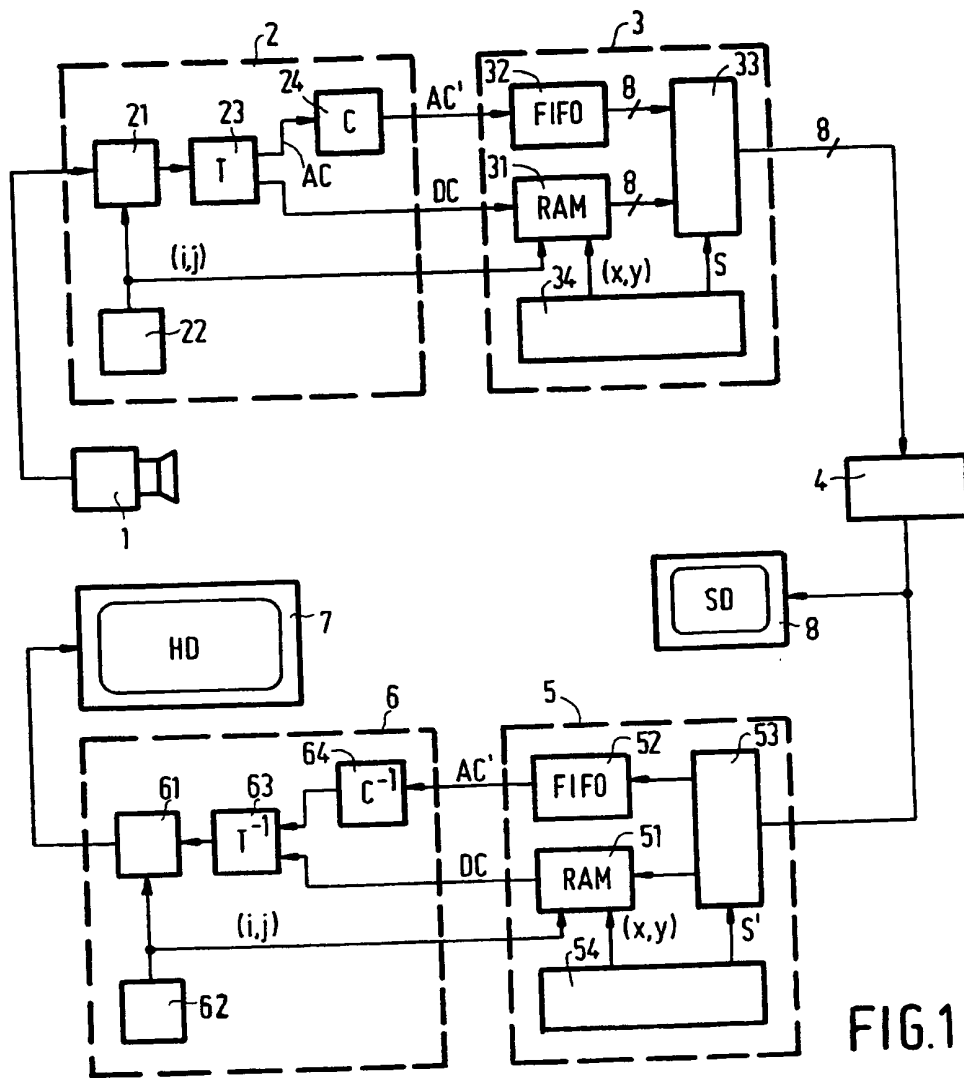 2
3
24
32
33
21
23
C
AC'
FIFO
8
8
T
AC
31
DC
RAM
8
(i,j)
(x,y)
S
34
22
1
4
7
HD
SD
8
6
5
64
52
53
61
63
C⁻¹
AC'
FIFO
T⁻¹
51
DC
RAM
(i,j)
(x,y)
S'
54
62
FIG.1